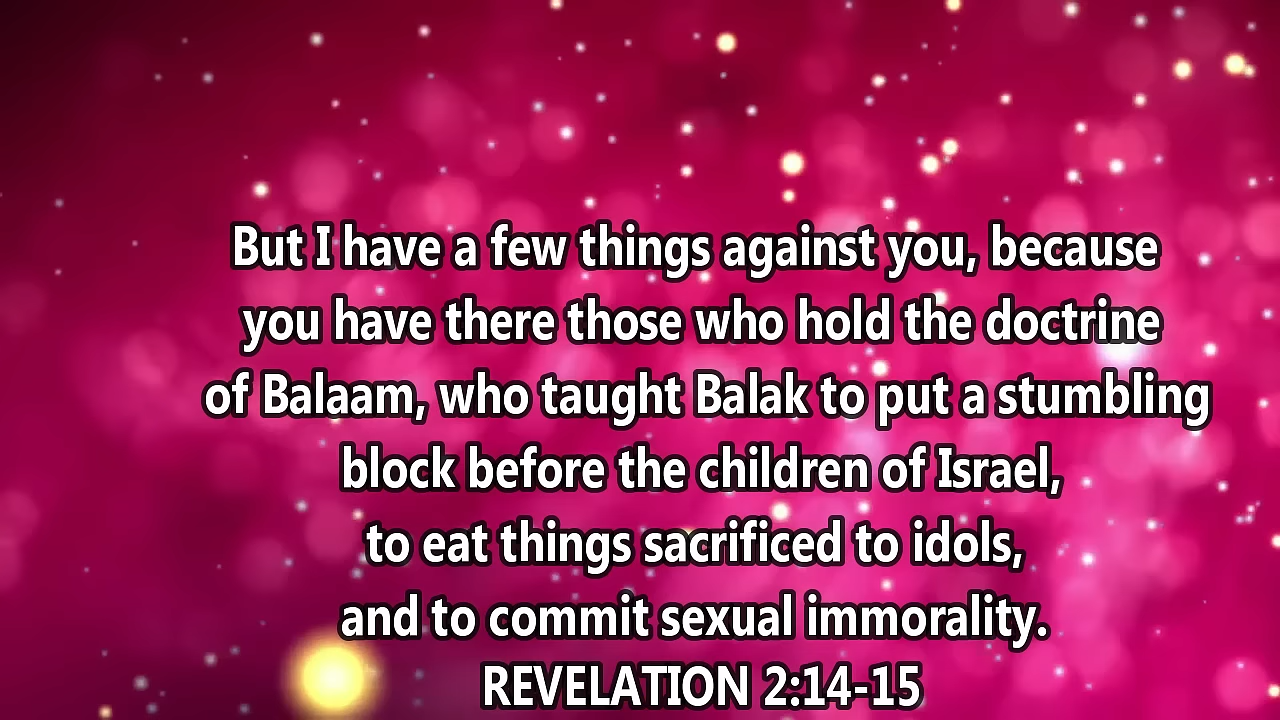 But I have a few things against you, because
you have there those who hold the doctrine
of Balaam, who taught Balak to put a stumbling
block before the children of Israel,
to eat things sacrificed to idols,
and to commit sexual immorality.
REVELATION 2:14-15